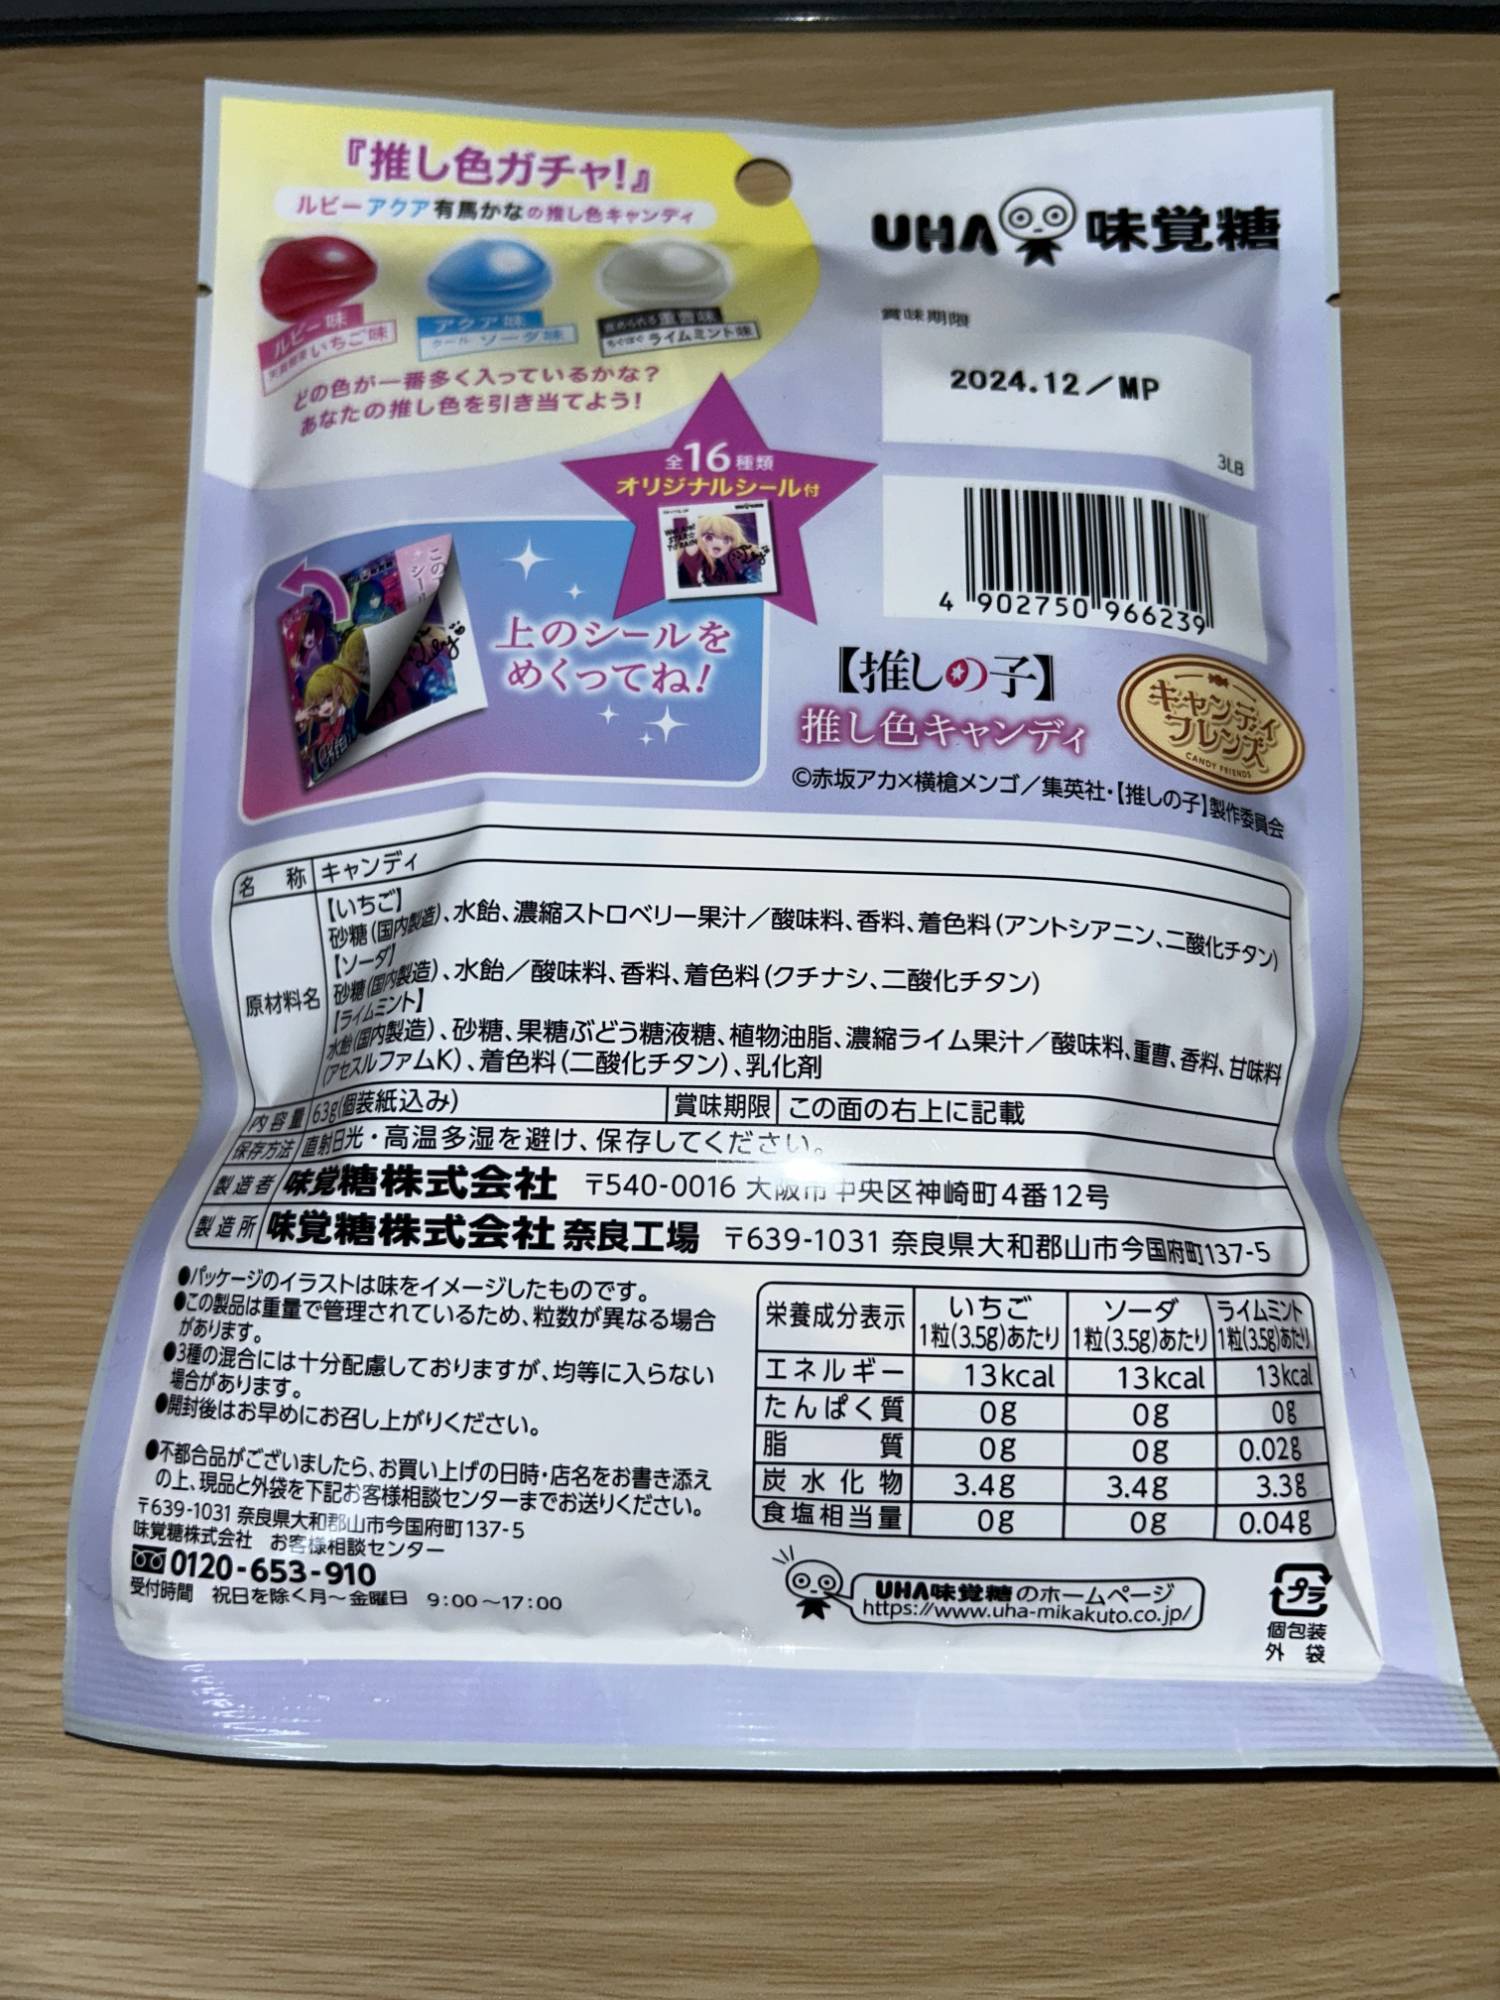 『推し色ガチャ!』
ルビーアクア有馬かなの推し色キャンディ
ルビー味
いちご味
アクア味
クール ソーダ味
重曹味
ライムミント味
どの色が一番多く入っているかな?
あなたの推し色を引き当てよう!
UHA味覚糖
賞味期限
2024.12/MP
3LB
全16種類
オリジナルシール付
上のシールを
めくってね!
4 902750 966239
【推しの子】
推し色キャンディ
キャンディ
フレンズ
CANDY FRIENDS
©赤坂アカ×横槍メンゴ/集英社・【推しの子】製作委員会
名 称 キャンディ
原材料名
【いちご】
砂糖(国内製造)、水飴、濃縮ストロベリー果汁/酸味料、香料、着色料(アントシアニン、二酸化チタン)
【ソーダ】
砂糖(国内製造)、水飴/酸味料、香料、着色料(クチナシ、二酸化チタン)
【ライムミント】
水飴(国内製造)、砂糖、果糖ぶどう糖液糖、植物油脂、濃縮ライム果汁/酸味料、重曹、香料、甘味料
(アセスルファムK)、着色料(二酸化チタン)、乳化剤
内容量 63g(個装紙込み) 賞味期限 この面の右上に記載
保存方法 直射日光・高温多湿を避け、保存してください。
製造者 味覚糖株式会社 〒540-0016 大阪市中央区神崎町4番12号
製造所 味覚糖株式会社 奈良工場 〒639-1031 奈良県大和郡山市今国府町137-5
●パッケージのイラストは味をイメージしたものです。
●この製品は重量で管理されているため、粒数が異なる場合
があります。
●3種の混合には十分配慮しておりますが、均等に入らない
場合があります。
●開封後はお早めにお召し上がりください。
●不都合品がございましたら、お買い上げの日時・店名をお書き添え
の上、現品と外袋を下記お客様相談センターまでお送りください。
〒639-1031 奈良県大和郡山市今国府町137-5
味覚糖株式会社 お客様相談センター
0120-653-910
受付時間 祝日を除く月〜金曜日 9:00〜17:00
栄養成分表示 いちご 1粒(3.5g)あたり ソーダ 1粒(3.5g)あたり ライムミント 1粒(3.5g)あたり
エネルギー 13kcal 13kcal 13kcal
たんぱく質 0g 0g 0g
脂質 0g 0g 0.02g
炭水化物 3.4g 3.4g 3.3g
食塩相当量 0g 0g 0.04g
UHA味覚糖のホームページ
https://www.uha-mikakuto.co.jp/
プラ
個包装
外 袋